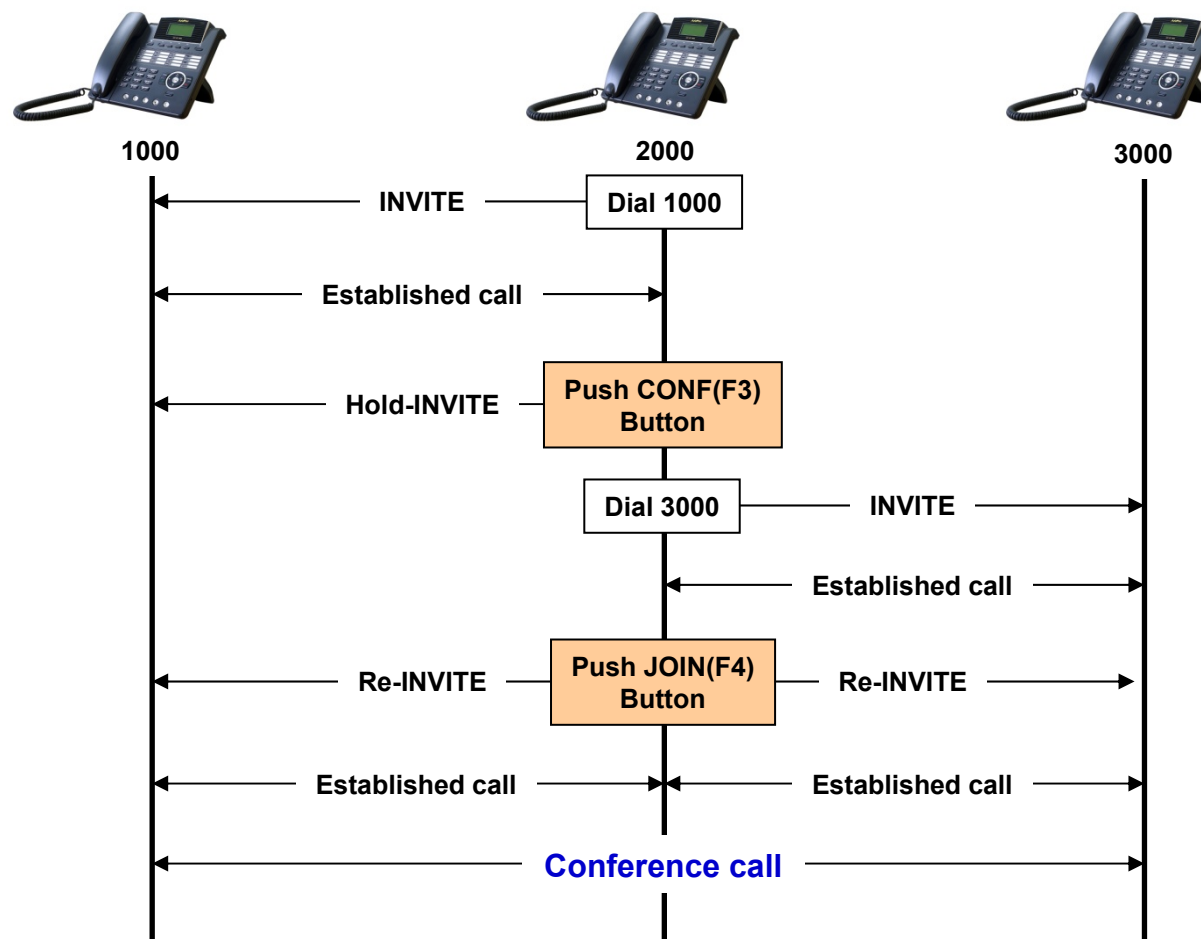 1000
2000
3000
INVITE
Dial 1000
Established call
Hold-INVITE
Push CONF(F3)
Button
Dial 3000
INVITE
Established call
Re-INVITE
Push JOIN(F4)
Button
Re-INVITE
Established call
Established call
Conference call